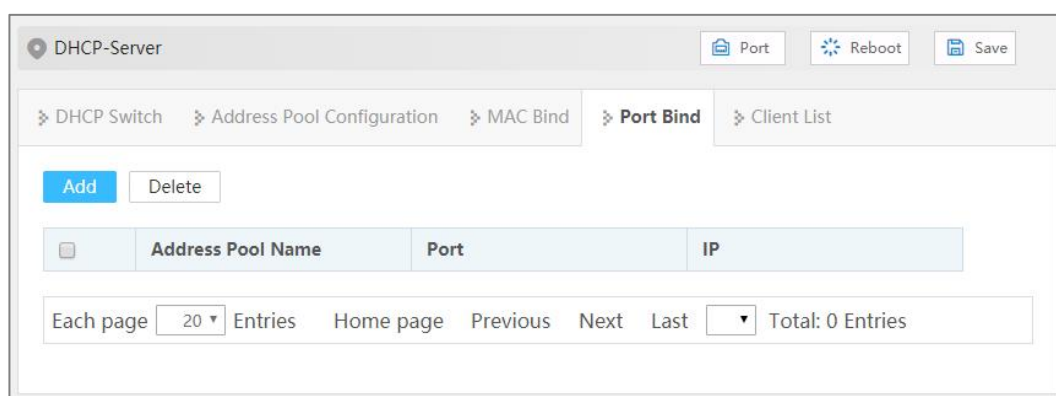 DHCP-Server Port Reboot Save
DHCP Switch Address Pool Configuration MAC Bind Port Bind Client List
Add Delete
Address Pool Name Port IP
Each page 20 Entries Home page Previous Next Last Total: 0 Entries